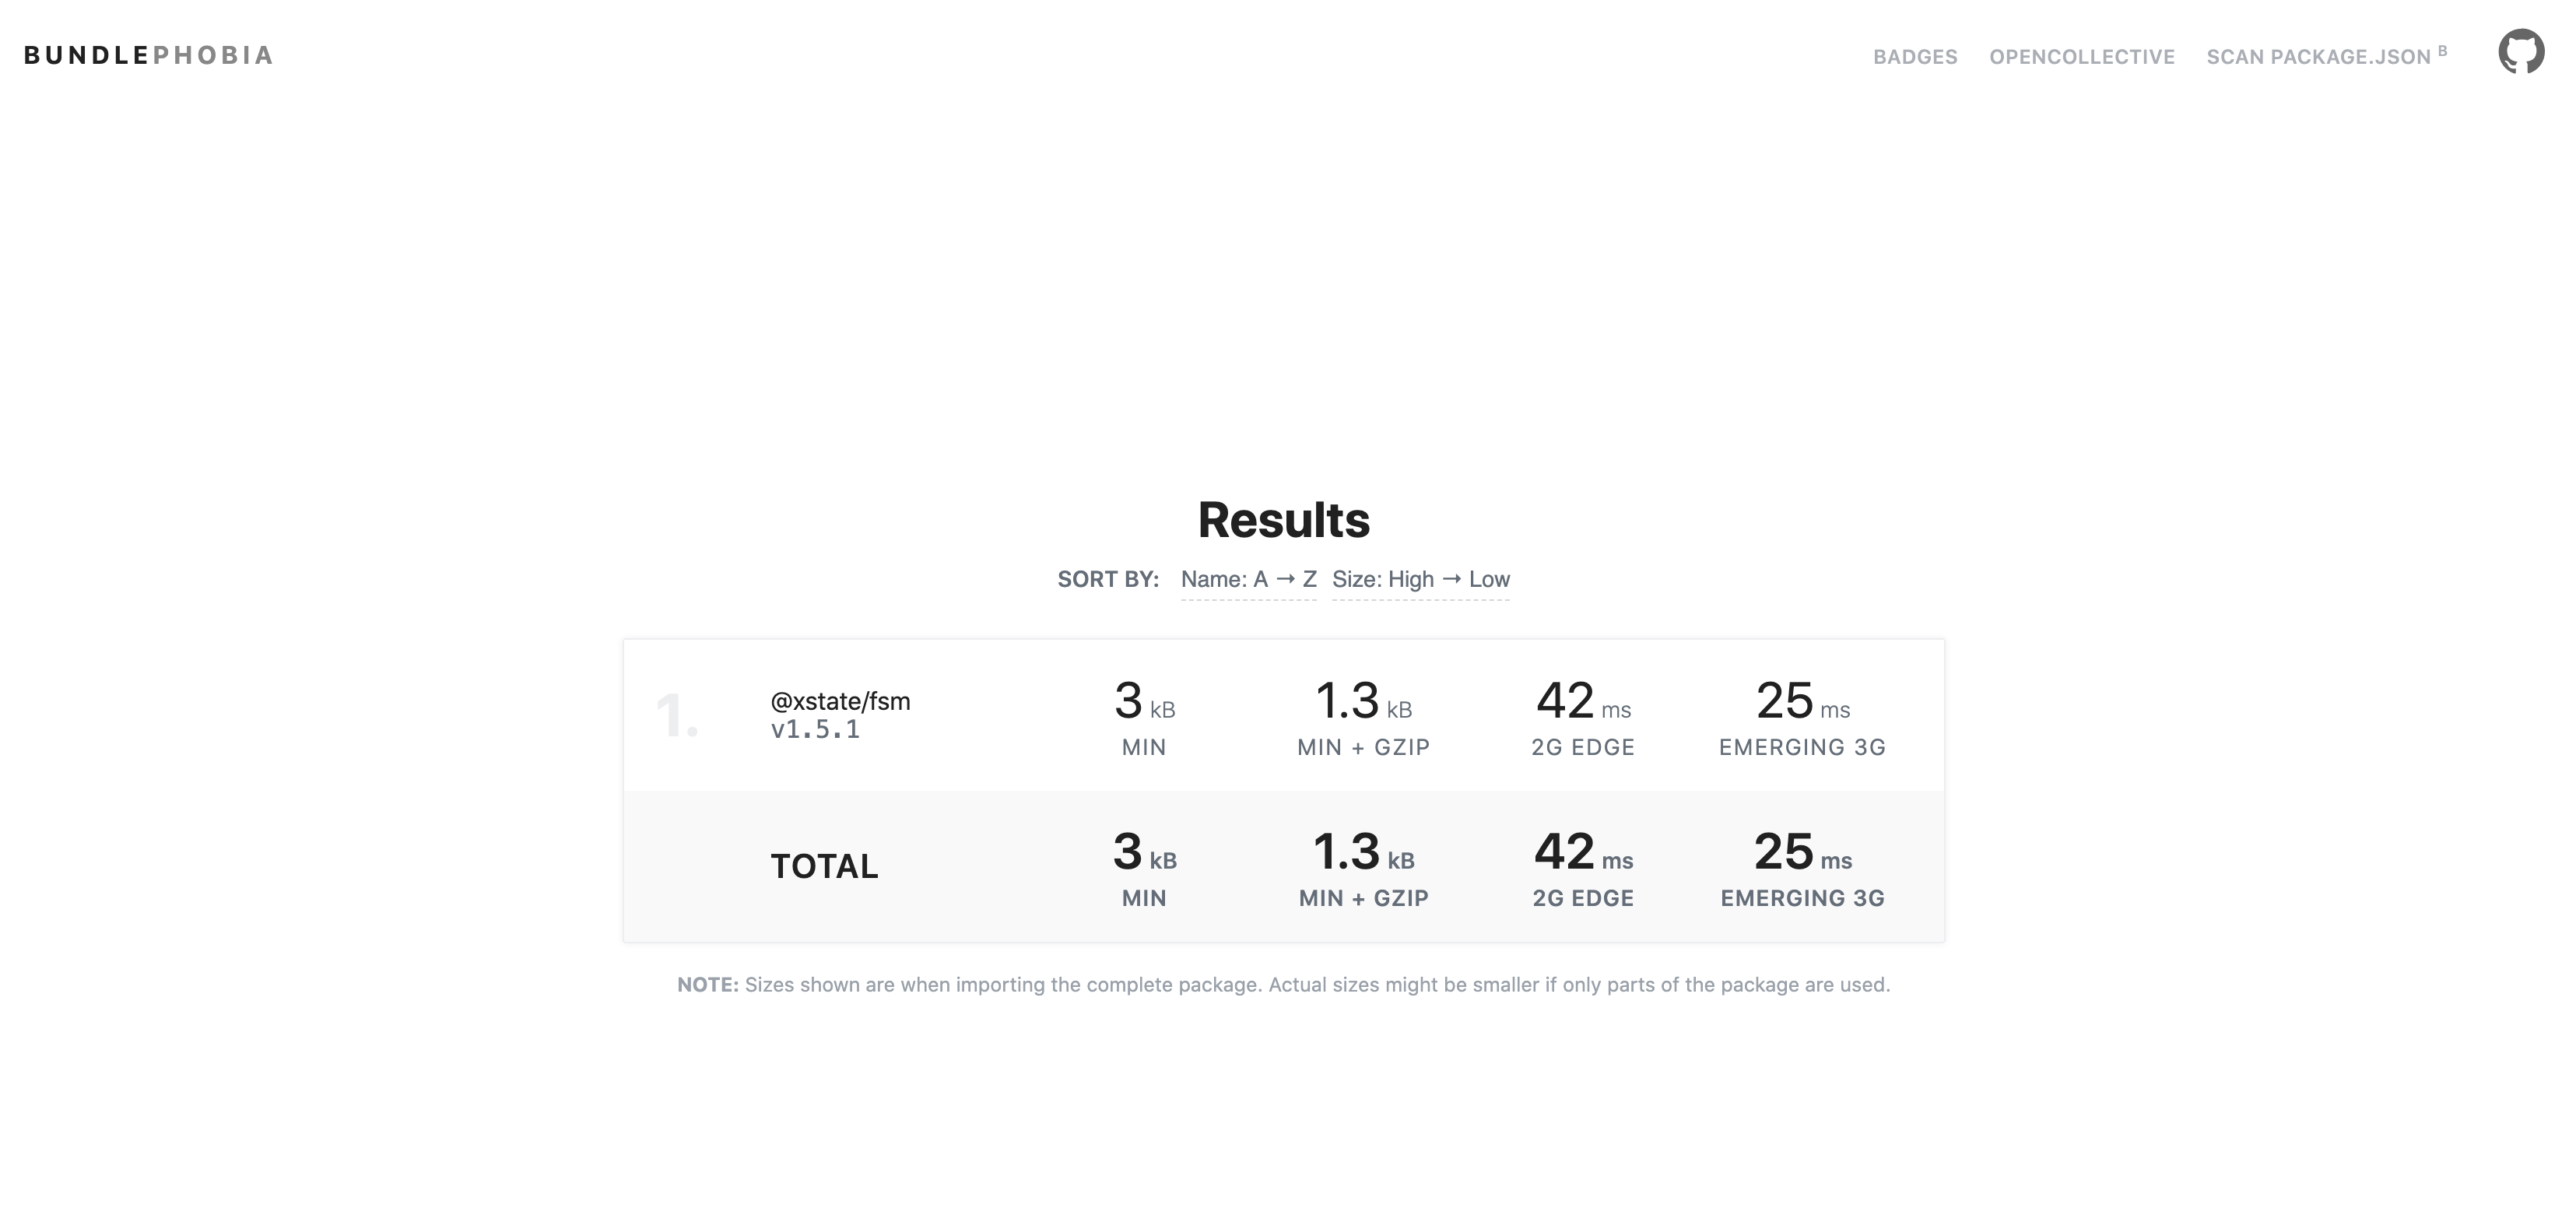 BUNDLEPHOBIA
BADGES OPENCOLLECTIVE SCAN PACKAGE.JSON B
Results
SORT BY: Name: A → Z Size: High → Low
1. @xstate/fsm v1.5.1
3 kB 1.3 kB 42 ms 25 ms
MIN MIN + GZIP 2G EDGE EMERGING 3G
TOTAL
3 kB 1.3 kB 42 ms 25 ms
MIN MIN + GZIP 2G EDGE EMERGING 3G
NOTE: Sizes shown are when importing the complete package. Actual sizes might be smaller if only parts of the package are used.